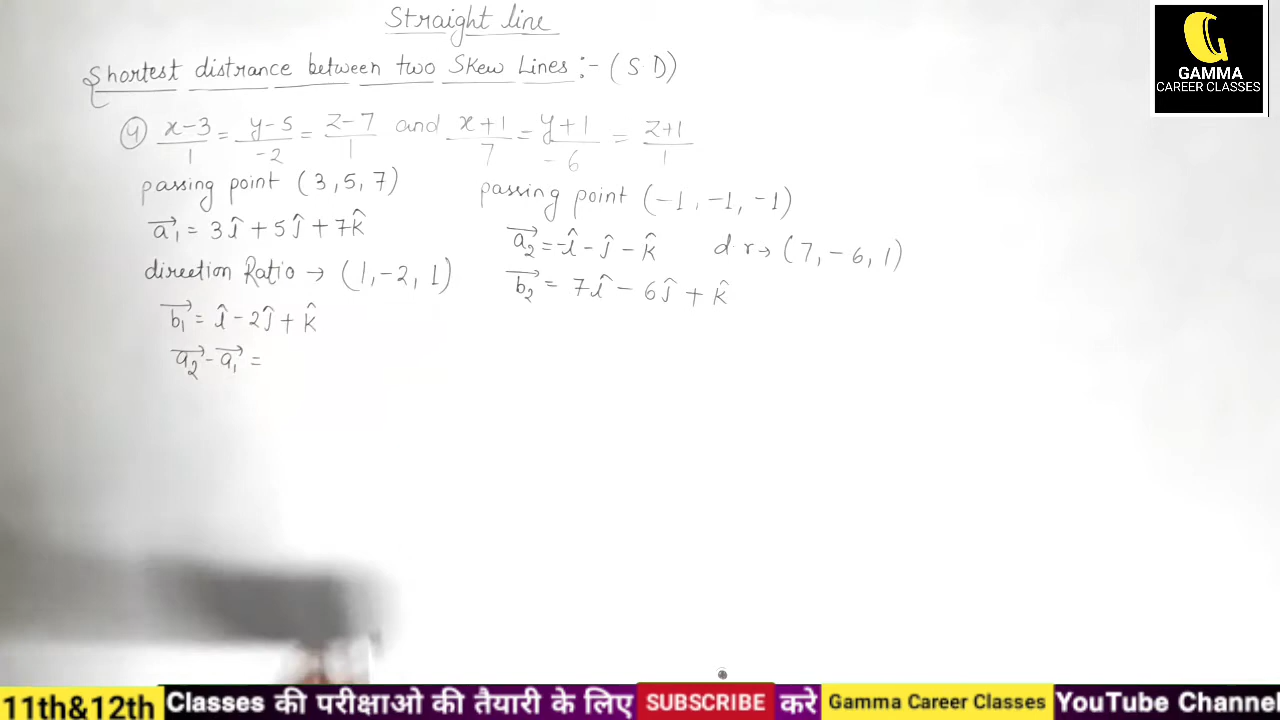 Straight line
Shortest distrance between two Skew Lines :- (S D)
(4) x-3/1 = y-5/-2 = z-7/1 and x+1/7 = y+1/-6 = z+1/1
passing point (3,5,7)
a₁⃗ = 3î + 5ĵ + 7k̂
direction Ratio → (1,-2,1)
b₁⃗ = î - 2ĵ + k̂
a₂⃗ - a₁⃗ =
passing point (-1,-1,-1)
a₂⃗ = -î - ĵ - k̂ d.r → (7,-6,1)
b₂⃗ = 7î - 6ĵ + k̂
GAMMA
CAREER CLASSES
11th&12th Classes की परीक्षाओ की तैयारी के लिए SUBSCRIBE करे Gamma Career Classes YouTube Channe